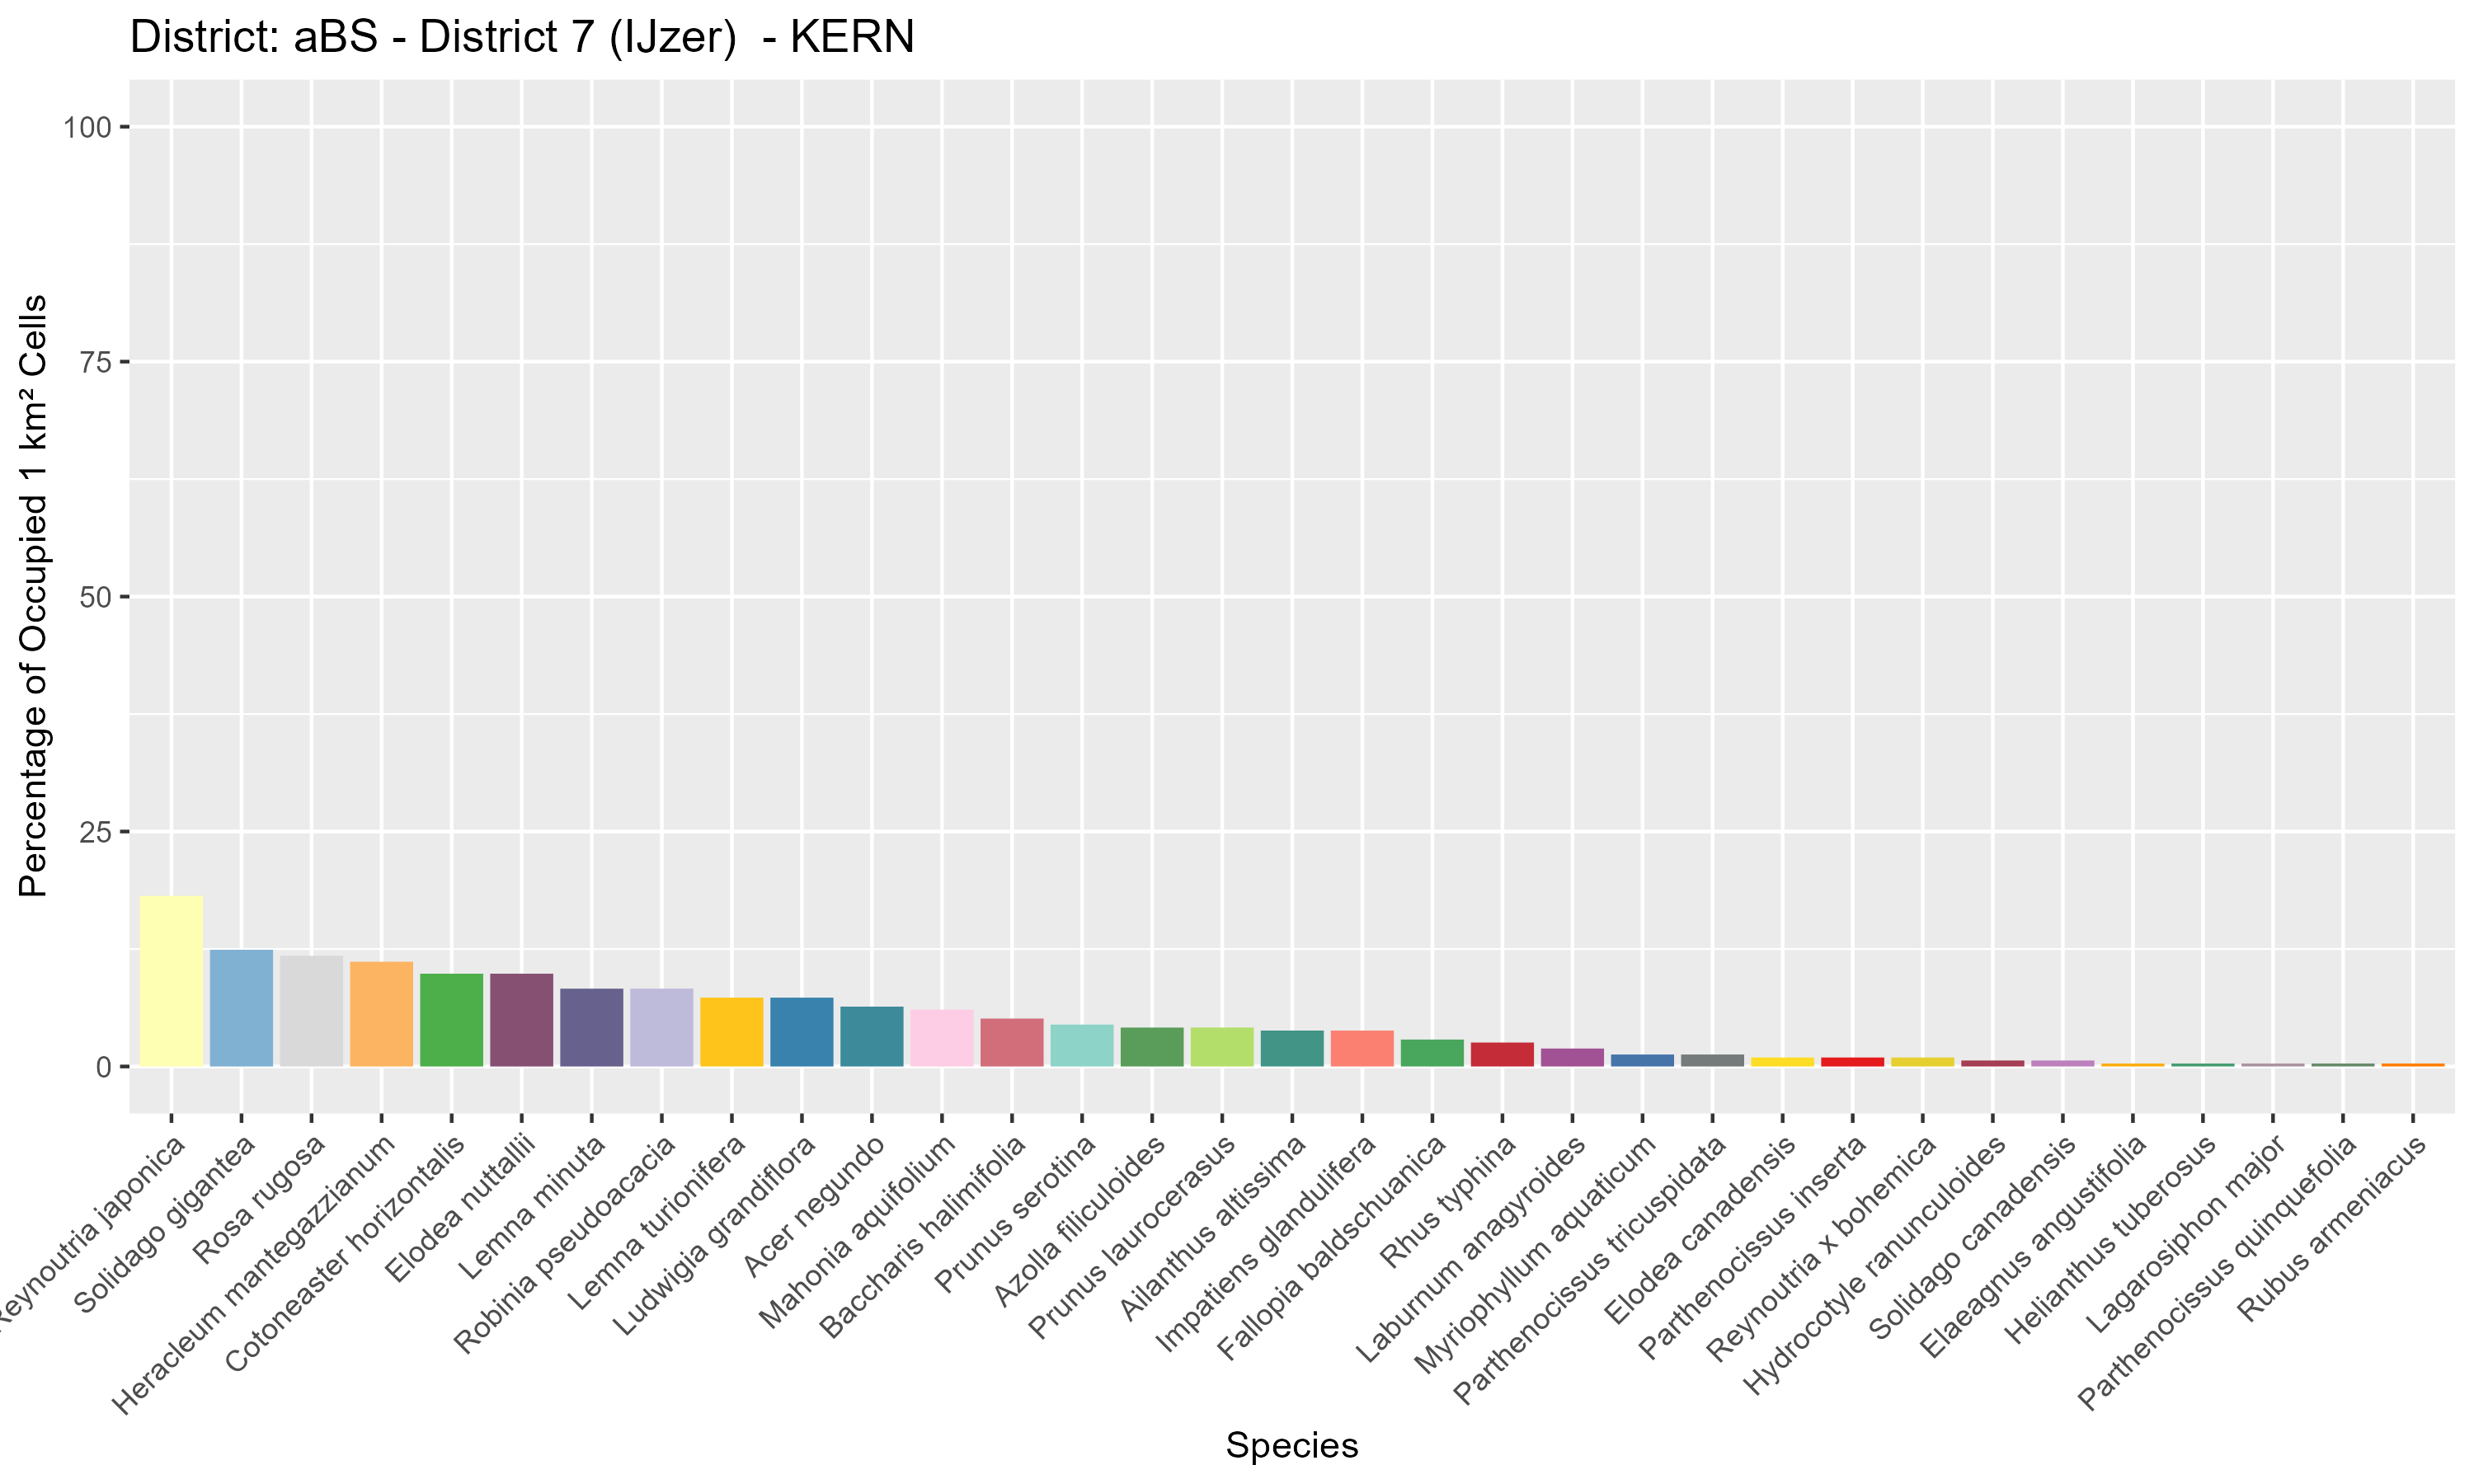 District: aBS - District 7 (IJzer)  - KERN
Percentage of Occupied 1 km² Cells
100
75
50
25
0
Reynoutria japonica
Solidago gigantea
Rosa rugosa
Heracleum mantegazzianum
Cotoneaster horizontalis
Elodea nuttallii
Lemna minuta
Robinia pseudoacacia
Lemna turionifera
Ludwigia grandiflora
Acer negundo
Mahonia aquifolium
Baccharis halimifolia
Prunus serotina
Azolla filiculoides
Prunus laurocerasus
Ailanthus altissima
Impatiens glandulifera
Fallopia baldschuanica
Rhus typhina
Laburnum anagyroides
Myriophyllum aquaticum
Parthenocissus tricuspidata
Elodea canadensis
Parthenocissus inserta
Reynoutria x bohemica
Hydrocotyle ranunculoides
Solidago canadensis
Elaeagnus angustifolia
Helianthus tuberosus
Lagarosiphon major
Parthenocissus quinquefolia
Rubus armeniacus
Species